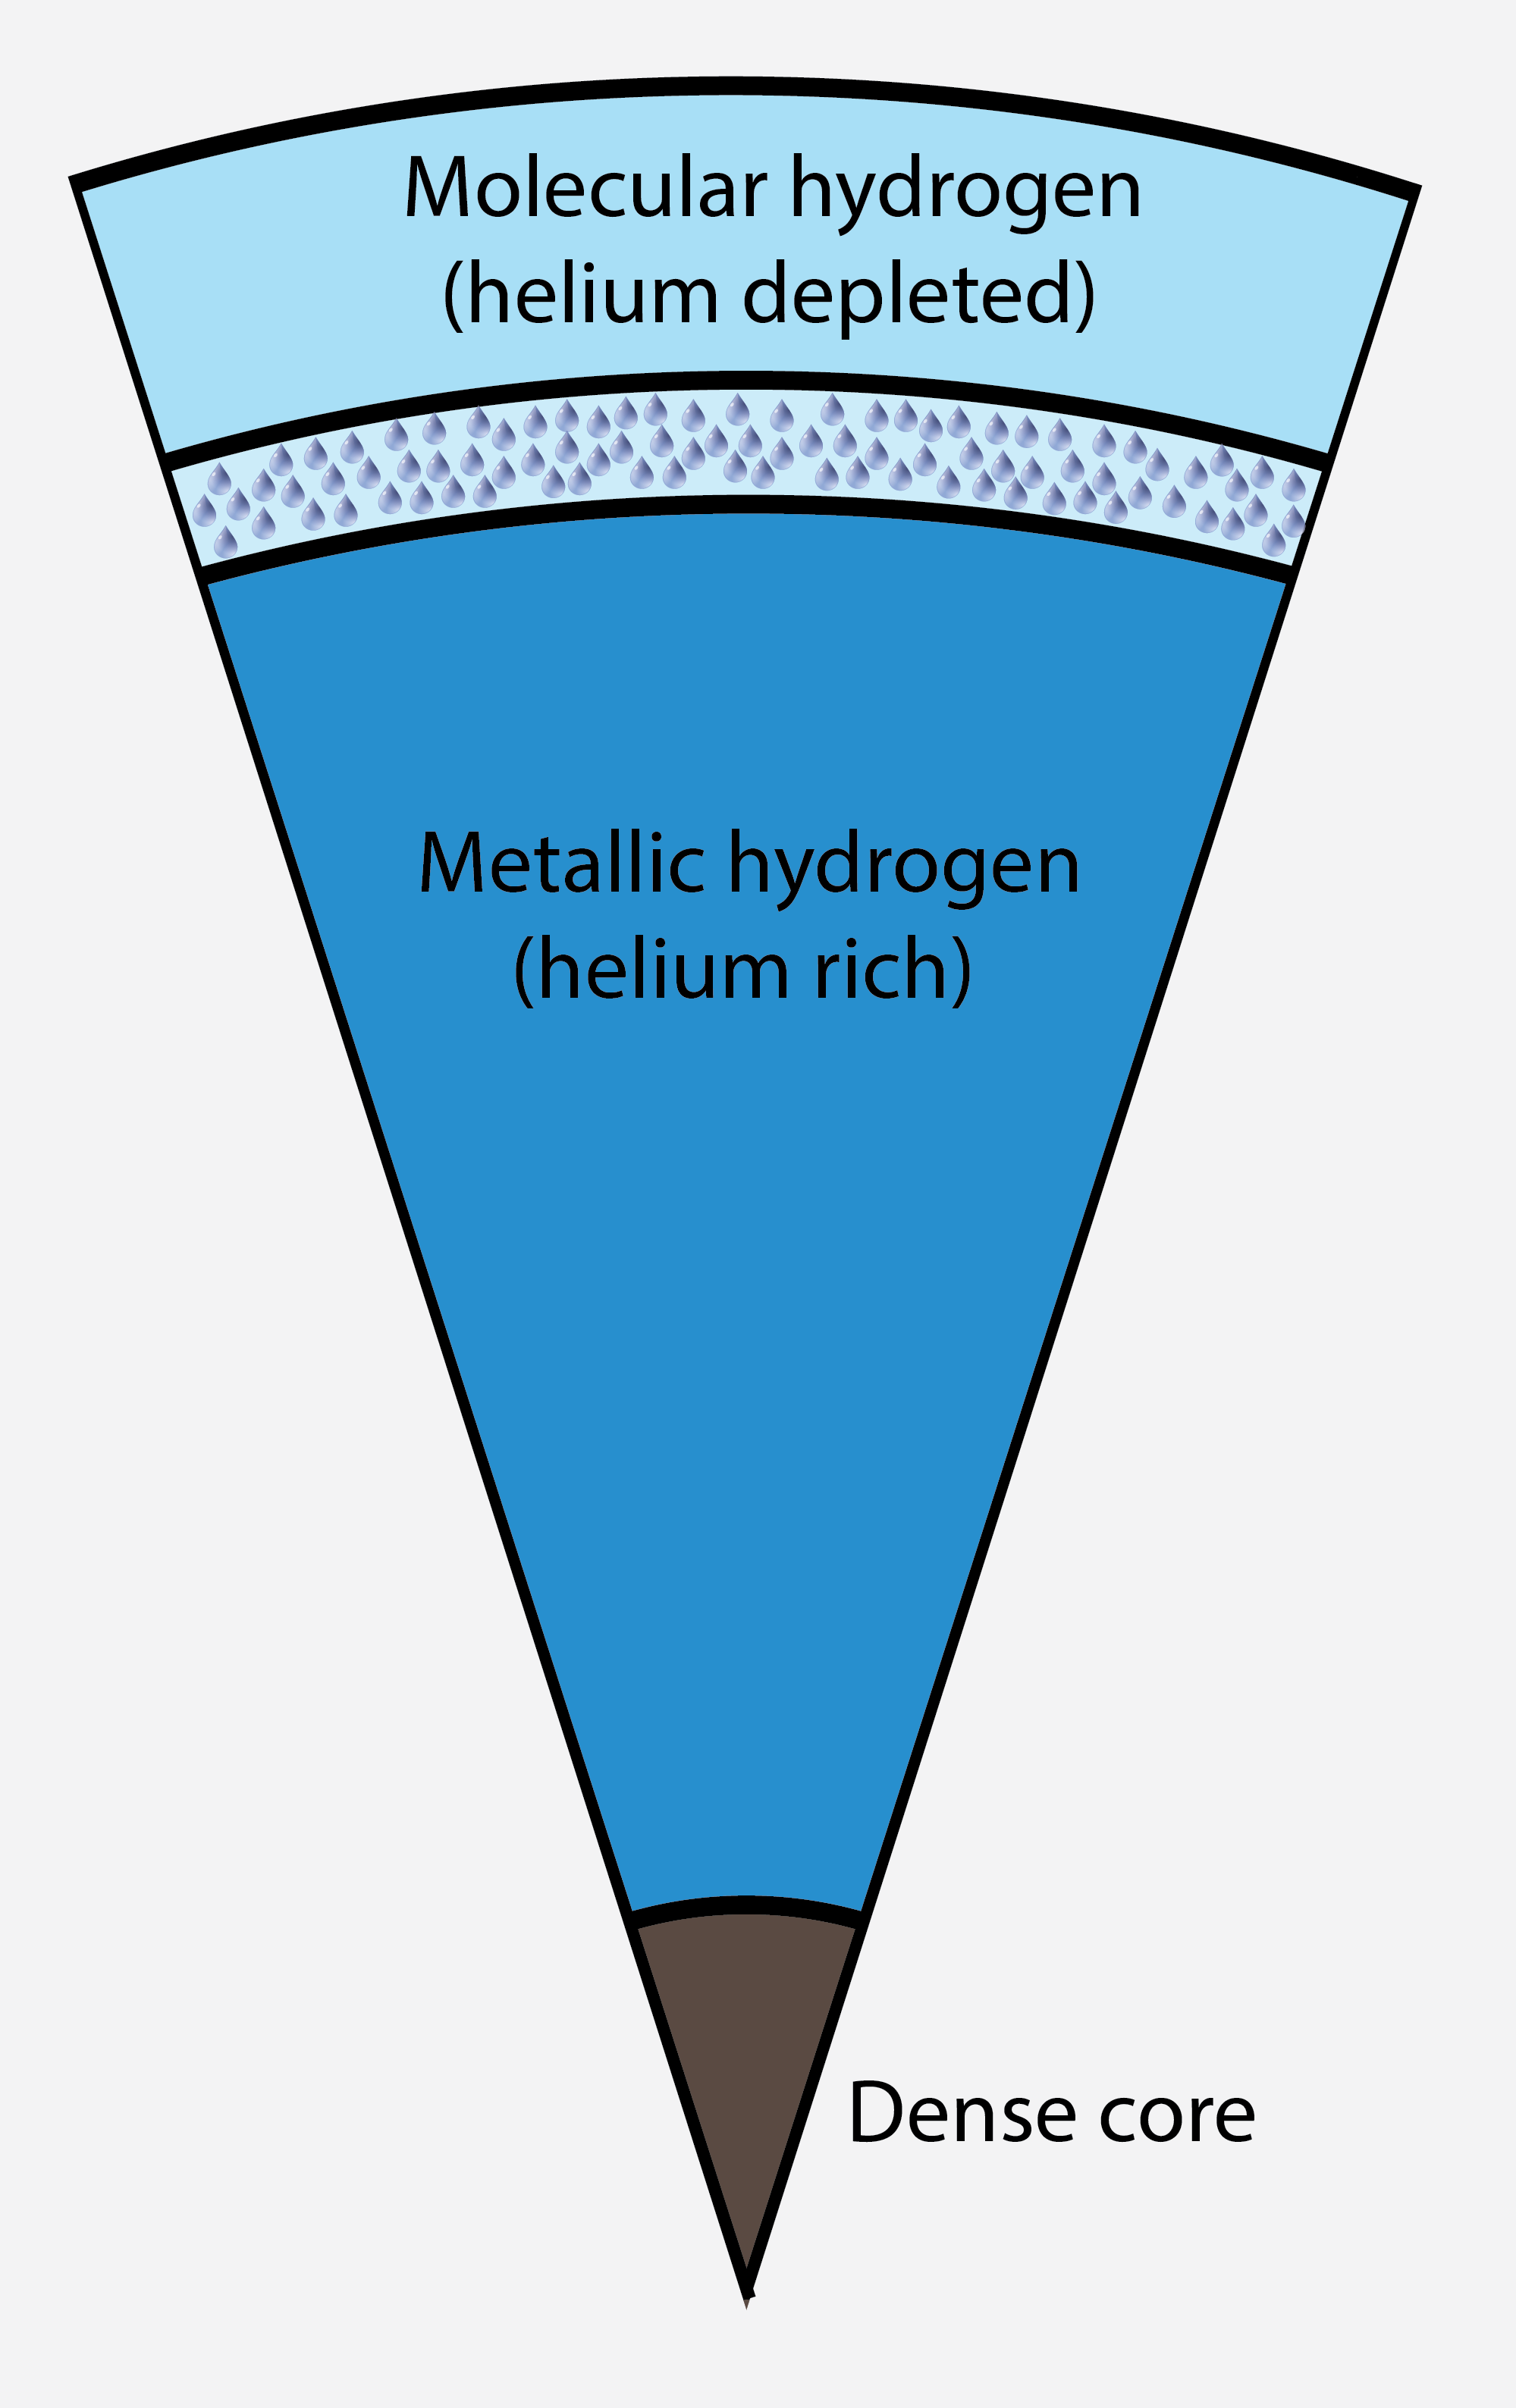 Molecular hydrogen
(helium depleted)
Metallic hydrogen
(helium rich)
Dense core